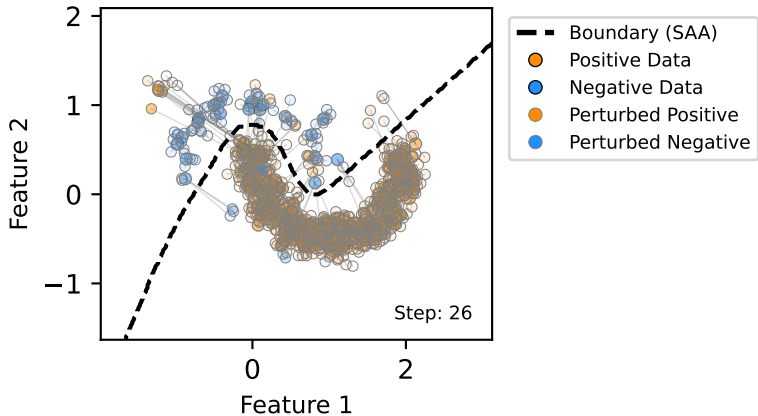 2
1
0
−1
Feature 2
0
2
Feature 1
Step: 26
Boundary (SAA)
Positive Data
Negative Data
Perturbed Positive
Perturbed Negative